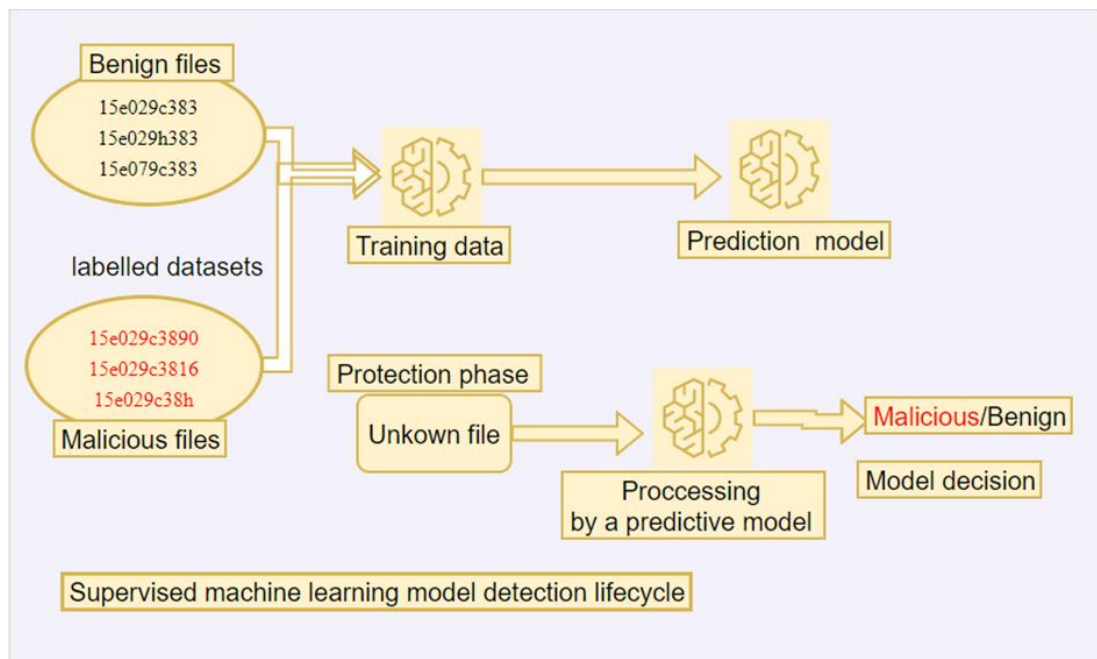 Benign files
15e029c383
15e029h383
15e079c383
Training data
Prediction model
labelled datasets
15e029c3890
15e029c3816
15e029c38h
Malicious files
Protection phase
Unkown file
Proccessing
by a predictive model
Malicious/Benign
Model decision
Supervised machine learning model detection lifecycle